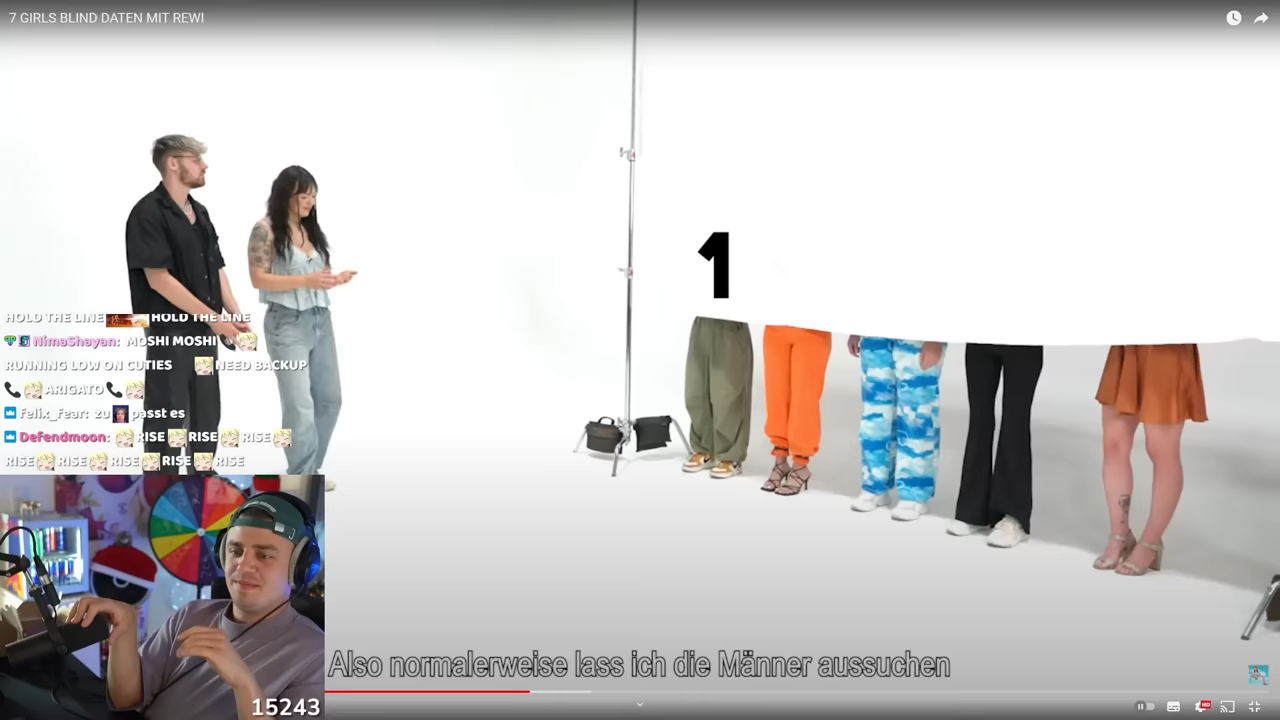 7 GIRLS BLIND DATEN MIT REWI
1
HOLD THE LINE HOLD THE LINE
NimaShayan: MOSHI MOSHI
RUNNING LOW ON CUTIES NEED BACKUP
ARIGATO
felix_fear: zu passt es
Defendmoon: RISE RISE RISE
RISE RISE RISE RISE RISE
Also normalerweise lass ich die Männer aussuchen
15243
HD